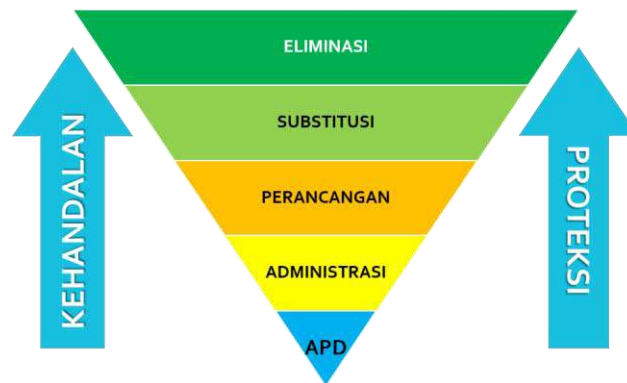 ELIMINASI
SUBSTITUSI
PERANCANGAN
ADMINISTRASI
APD
KEHANDALAN
PROTEKSI